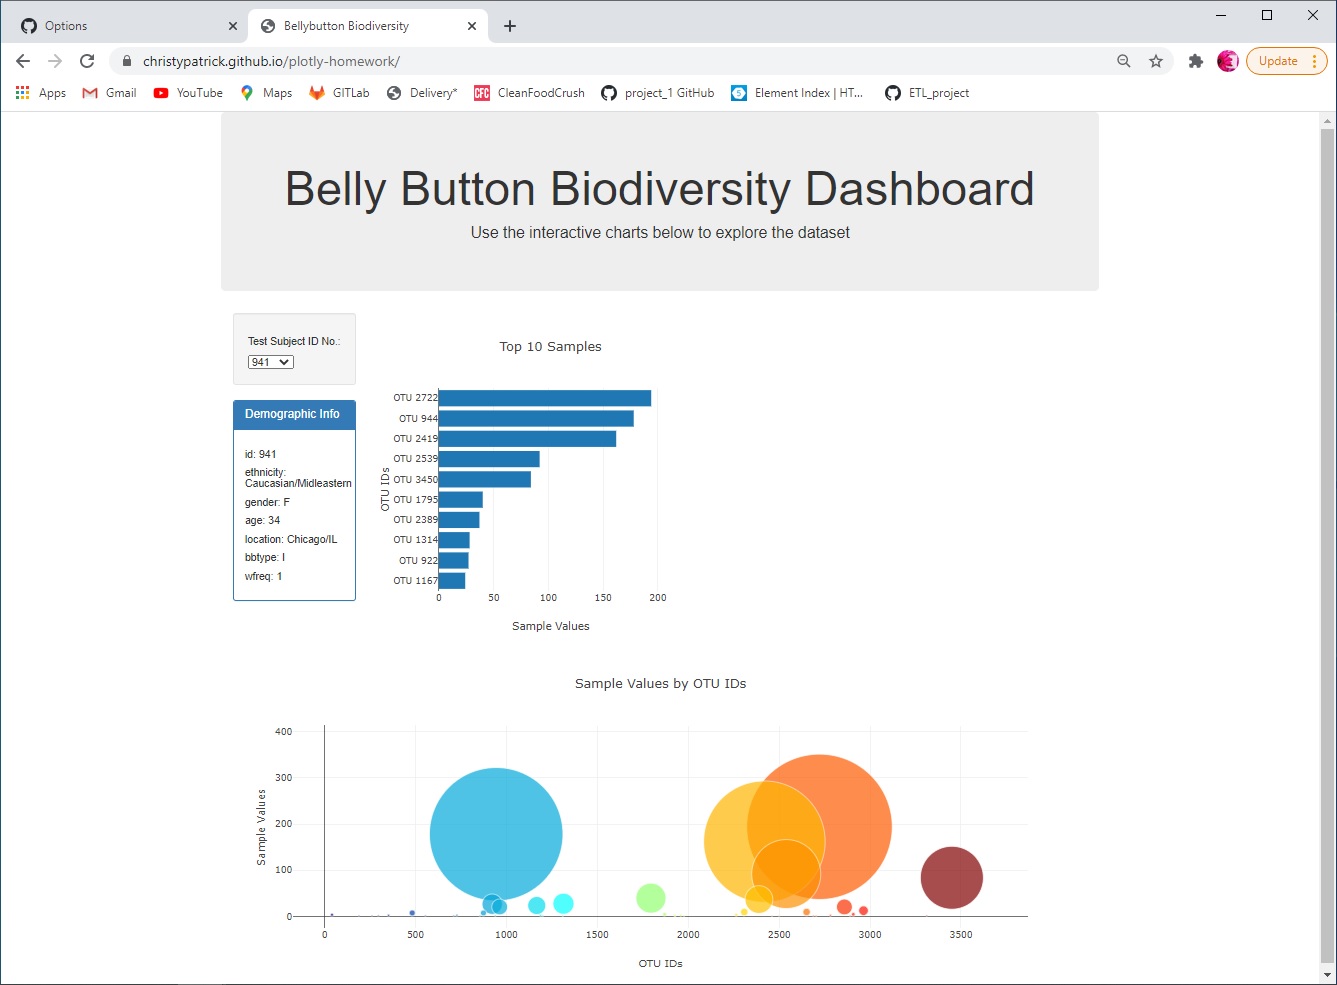 Options
Bellybutton Biodiversity
christypatrick.github.io/plotly-homework/
Update
Apps
Gmail
YouTube
Maps
GITLab
Delivery*
CFC
CleanFoodCrush
project_1 GitHub
5
Element Index | HT...
ETL_project
Belly Button Biodiversity Dashboard
Use the interactive charts below to explore the dataset
Test Subject ID No.:
941
Demographic Info
id: 941
ethnicity:
Caucasian/Midleastern
gender: F
age: 34
location: Chicago/IL
bbtype: I
wfreq: 1
Top 10 Samples
OTU IDs
OTU 2722
OTU 944
OTU 2419
OTU 2539
OTU 3450
OTU 1795
OTU 2389
OTU 1314
OTU 922
OTU 1167
0 50 100 150 200
Sample Values
Sample Values by OTU IDs
Sample Values
400
300
200
100
0
0 500 1000 1500 2000 2500 3000 3500
OTU IDs